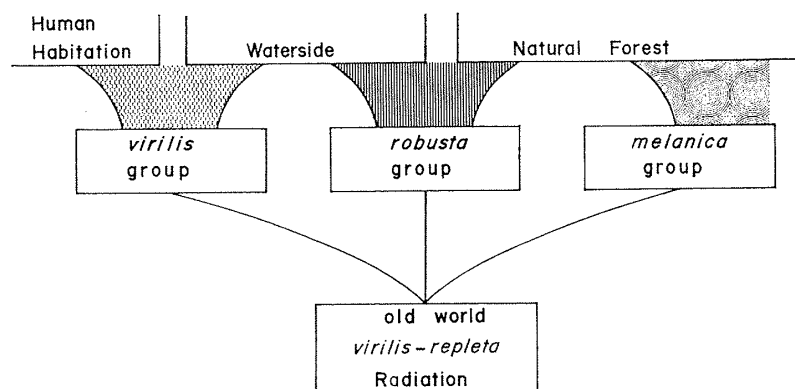 Human
Habitation
Waterside
Natural Forest
virilis
group
robusta
group
melanica
group
old world
virilis-repleta
Radiation